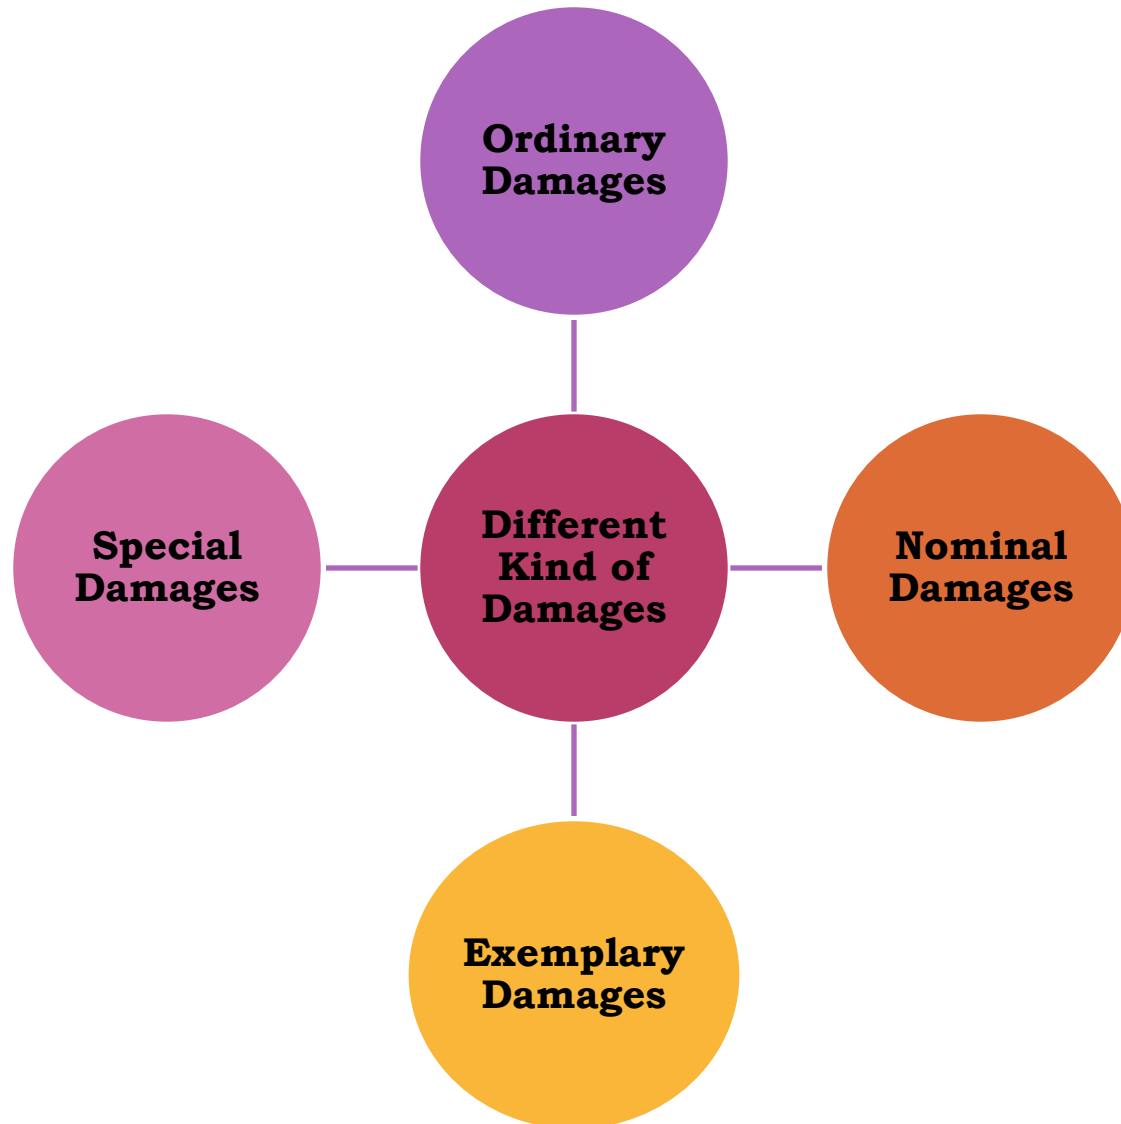 Ordinary
Damages
Special
Damages
Different
Kind of
Damages
Nominal
Damages
Exemplary
Damages